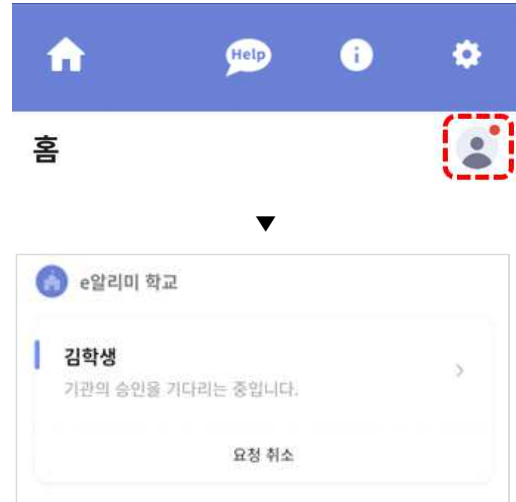 Help
홈
e알리미 학교
김학생
기관의 승인을 기다리는 중입니다.
요청 취소